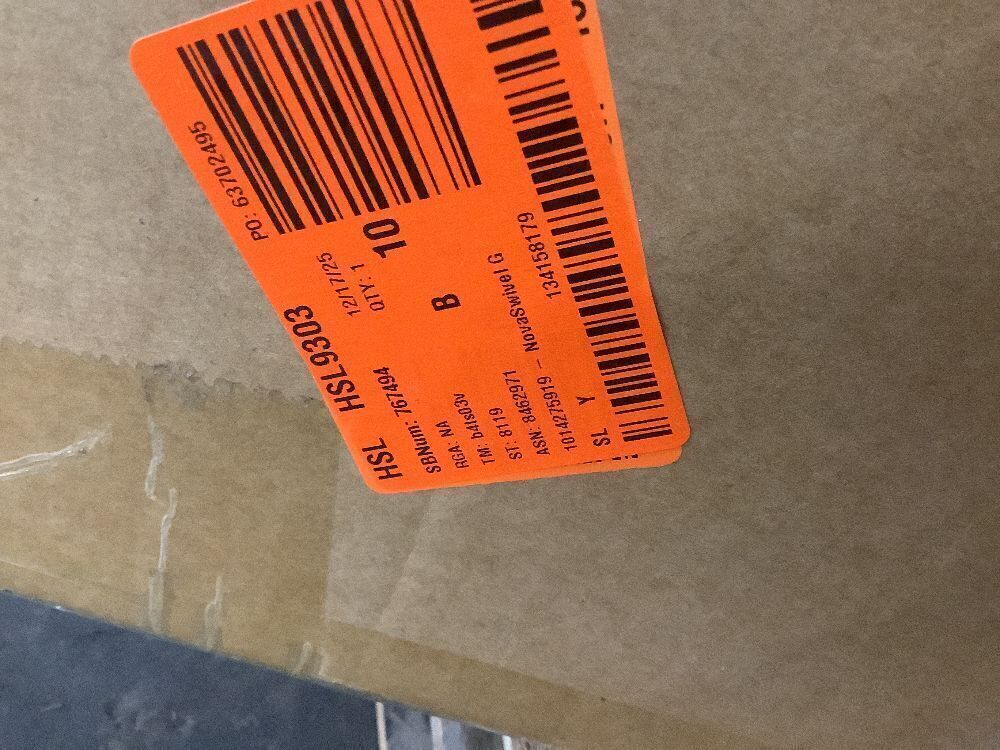 HSL HSL9303
PO: 63702495
SBNum: 767494 12/17/25
RGA: NA QTY: 1
TM: b4ls03v 10
ST: 8119 B
ASN: 8462971
1014275919 – NovaSwivel G
134158179
SL Y